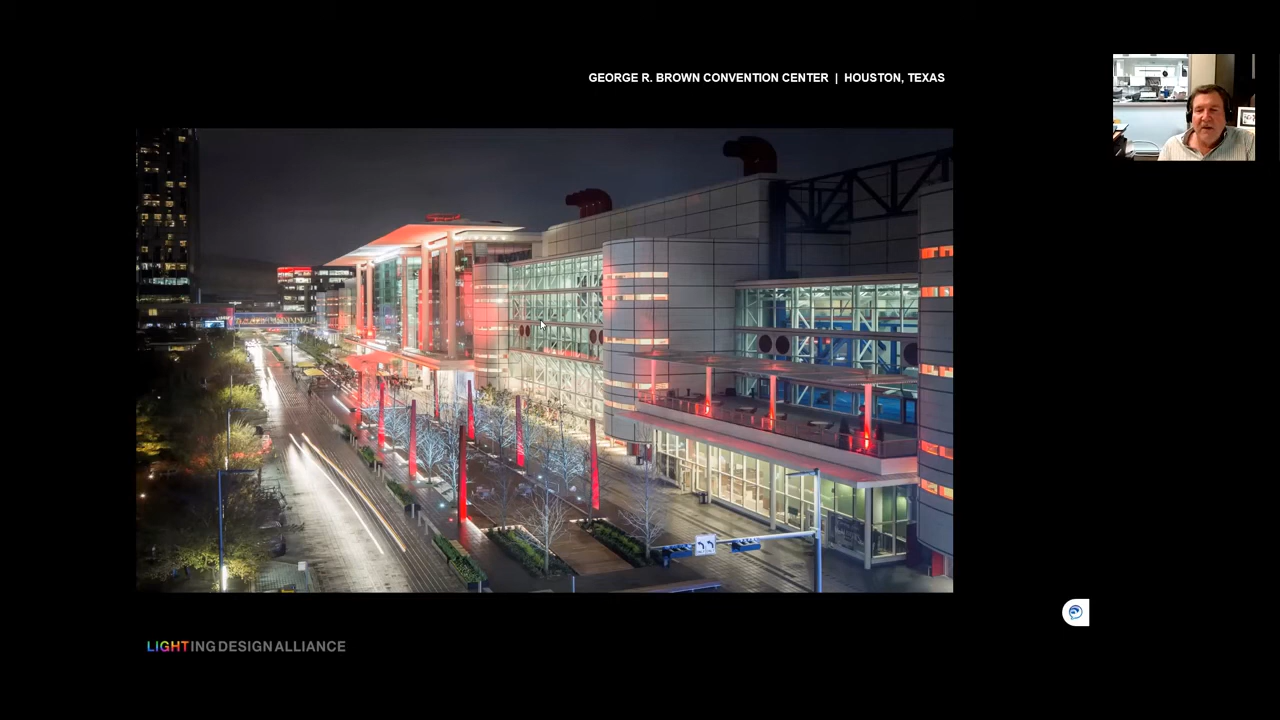 GEORGE R. BROWN CONVENTION CENTER | HOUSTON, TEXAS
LIGHTING DESIGN ALLIANCE